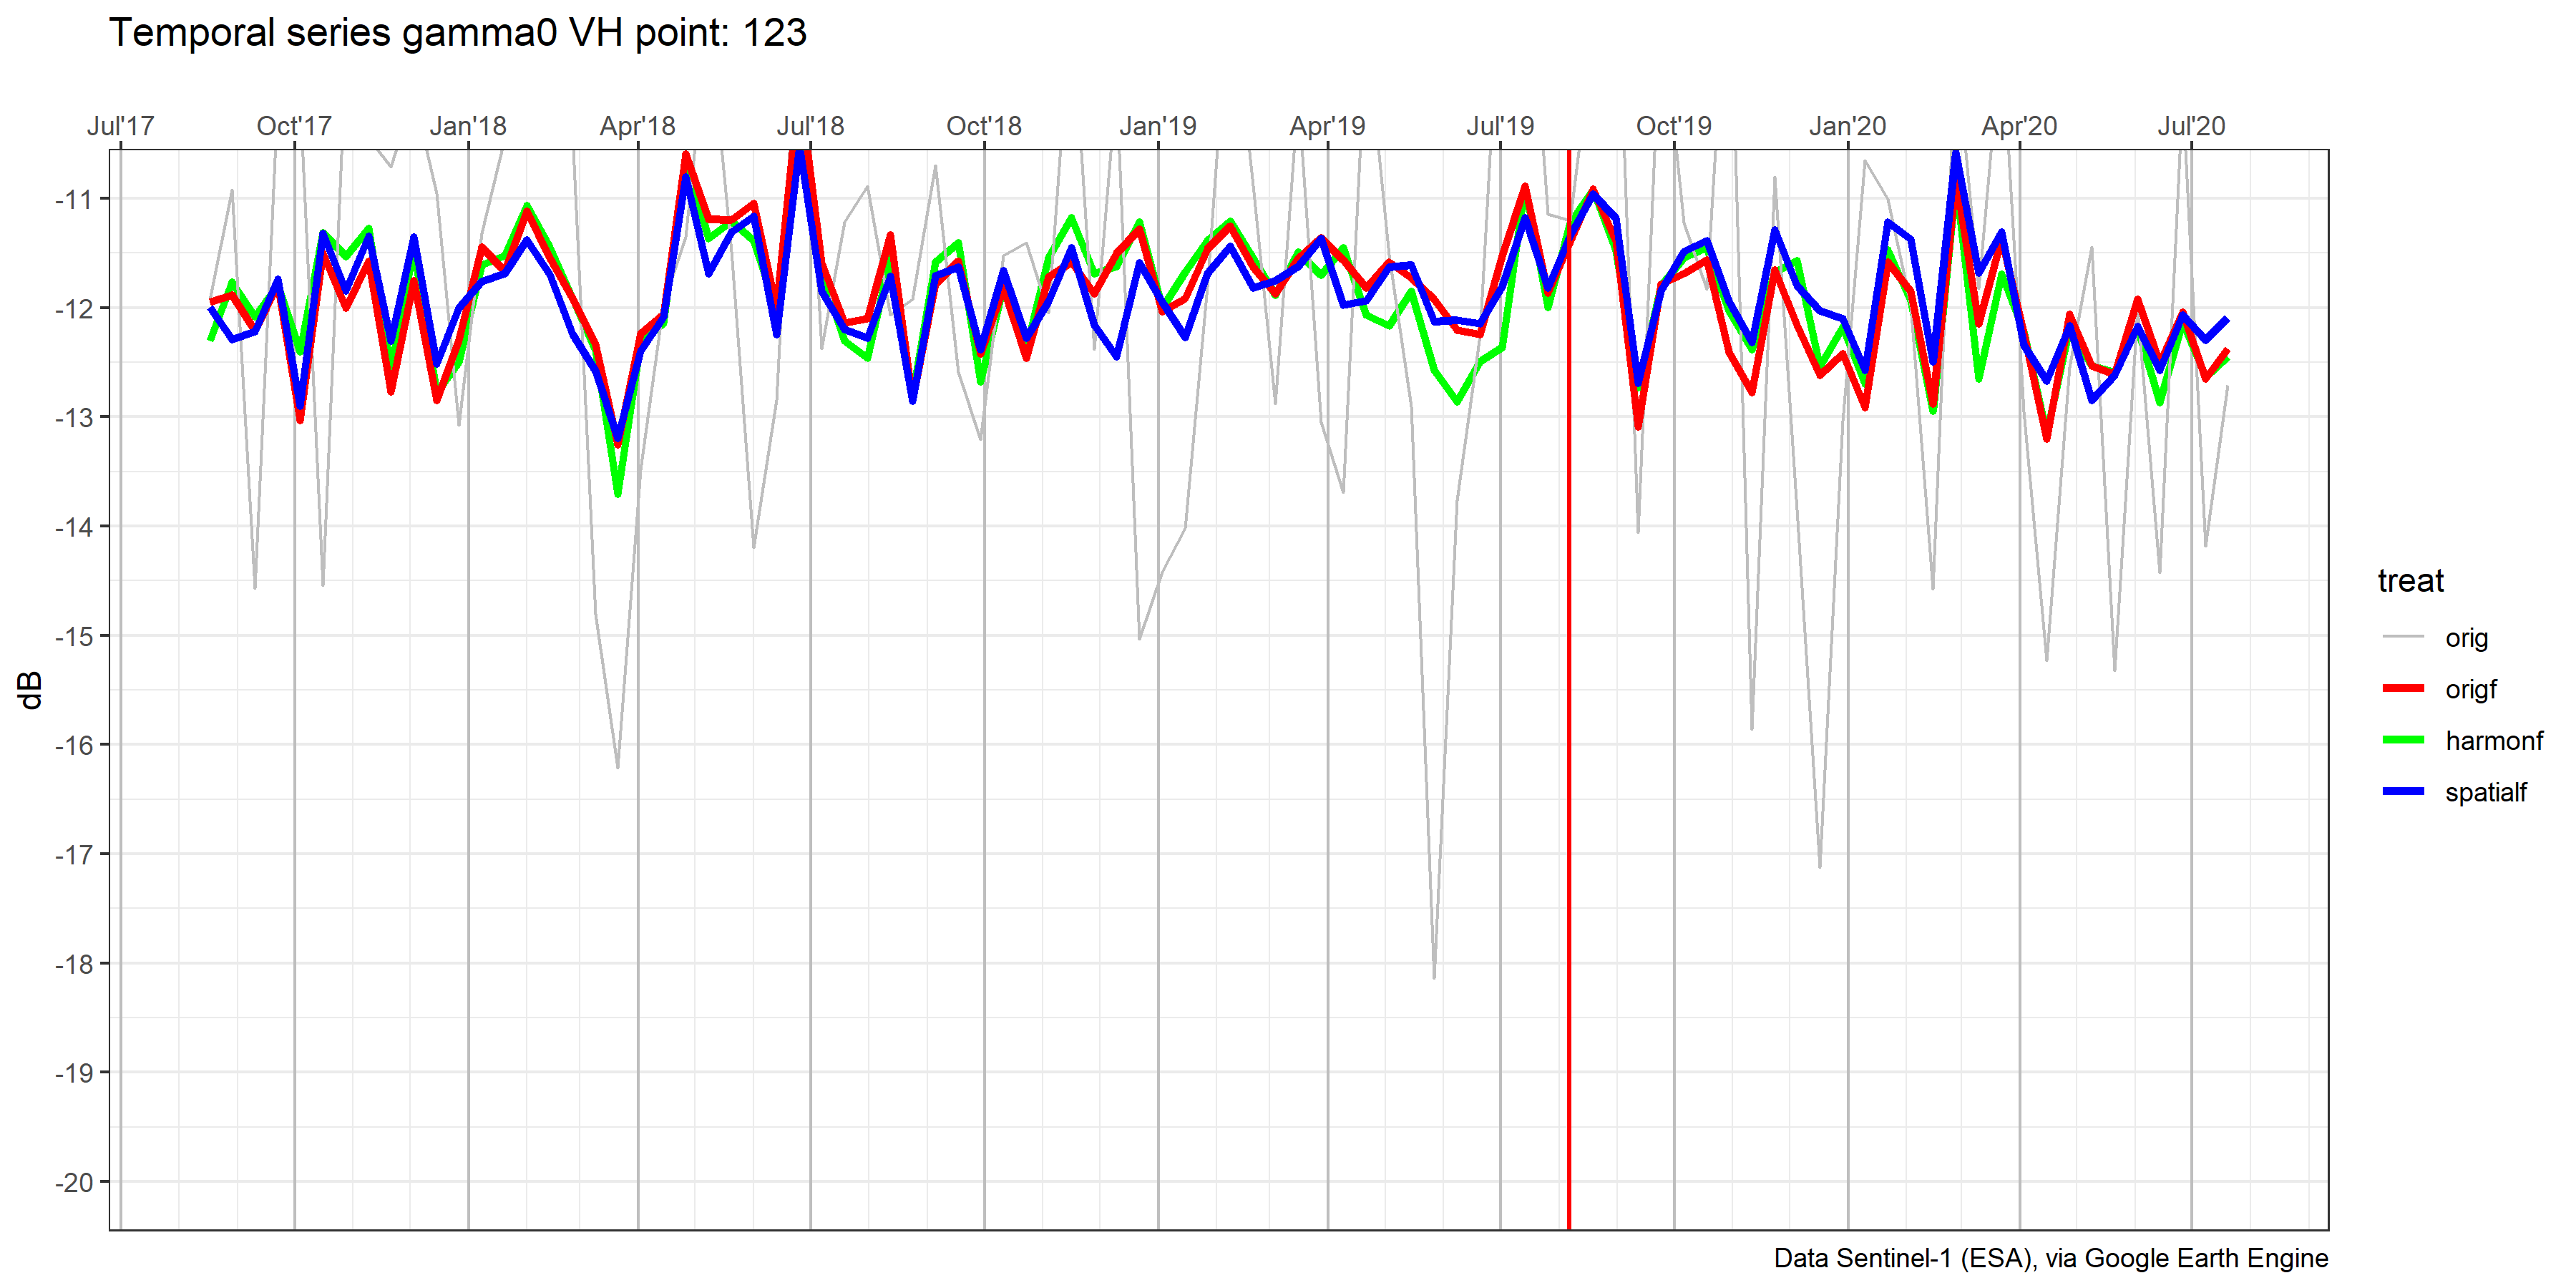 Temporal series gamma0 VH point: 123
Jul'17 Oct'17 Jan'18 Apr'18 Jul'18 Oct'18 Jan'19 Apr'19 Jul'19 Oct'19 Jan'20 Apr'20 Jul'20
-11
-12
-13
-14
-15
-16
-17
-18
-19
-20
dB
treat
orig
origf
harmonf
spatialf
Data Sentinel-1 (ESA), via Google Earth Engine